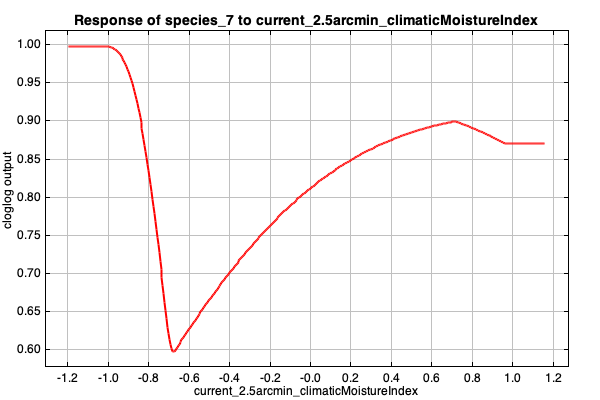 Response of species_7 to current_2.5arcmin_climaticMoistureIndex
cloglog output
1.00
0.95
0.90
0.85
0.80
0.75
0.70
0.65
0.60
-1.2 -1.0 -0.8 -0.6 -0.4 -0.2 -0.0 0.2 0.4 0.6 0.8 1.0 1.2
current_2.5arcmin_climaticMoistureIndex